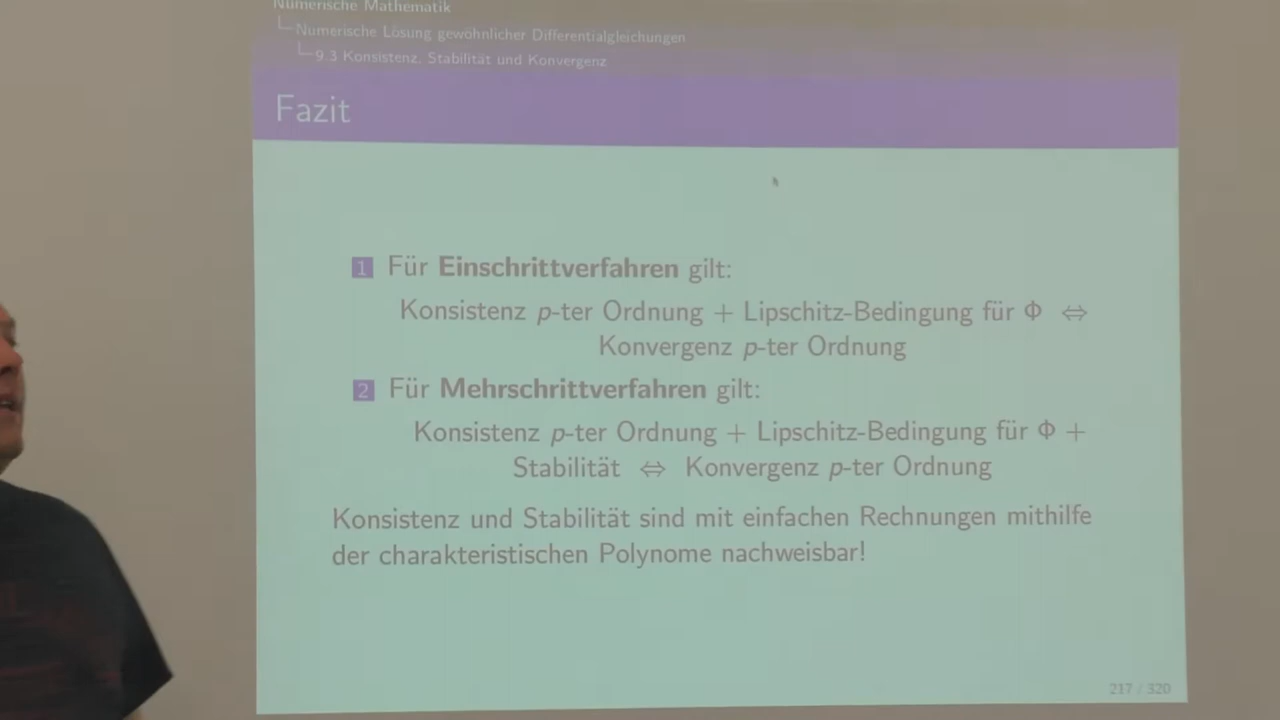 Numerische Mathematik
Numerische Lösung gewöhnlicher Differentialgleichungen
9.3 Konsistenz, Stabilität und Konvergenz
Fazit
1 Für Einschrittverfahren gilt:
Konsistenz p-ter Ordnung + Lipschitz-Bedingung für Φ ⇔
Konvergenz p-ter Ordnung
2 Für Mehrschrittverfahren gilt:
Konsistenz p-ter Ordnung + Lipschitz-Bedingung für Φ +
Stabilität ⇔ Konvergenz p-ter Ordnung
Konsistenz und Stabilität sind mit einfachen Rechnungen mithilfe
der charakteristischen Polynome nachweisbar!
217 / 320